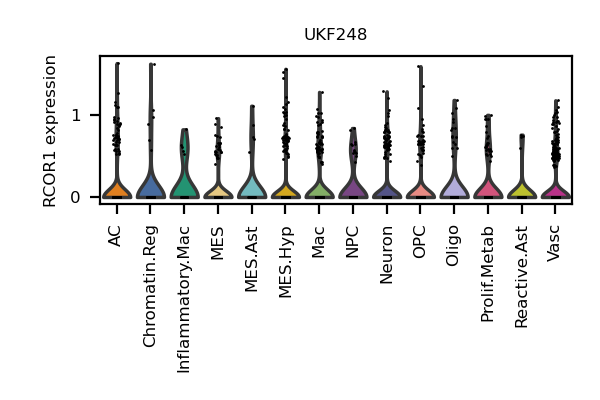 UKF248
RCOR1 expression
1
0
AC
Chromatin.Reg
Inflammatory.Mac
MES
MES.Ast
MES.Hyp
Mac
NPC
Neuron
OPC
Oligo
Prolif.Metab
Reactive.Ast
Vasc